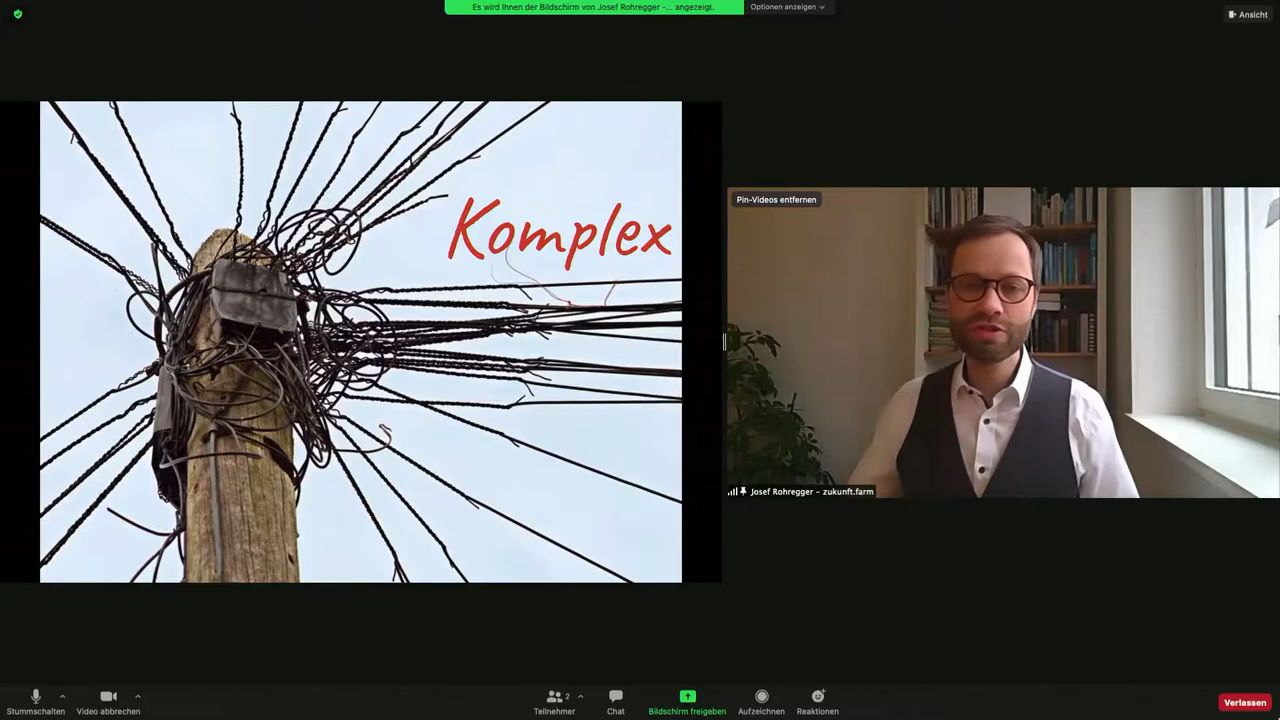 Es wird Ihnen der Bildschirm von Josef Rohregger -... angezeigt.
Optionen anzeigen
Ansicht
Komplex
Pin-Videos entfernen
Josef Rohregger – zukunft.farm
2
Stummschalten
Video abbrechen
Teilnehmer
Chat
Bildschirm freigeben
Aufzeichnen
Reaktionen
Verlassen